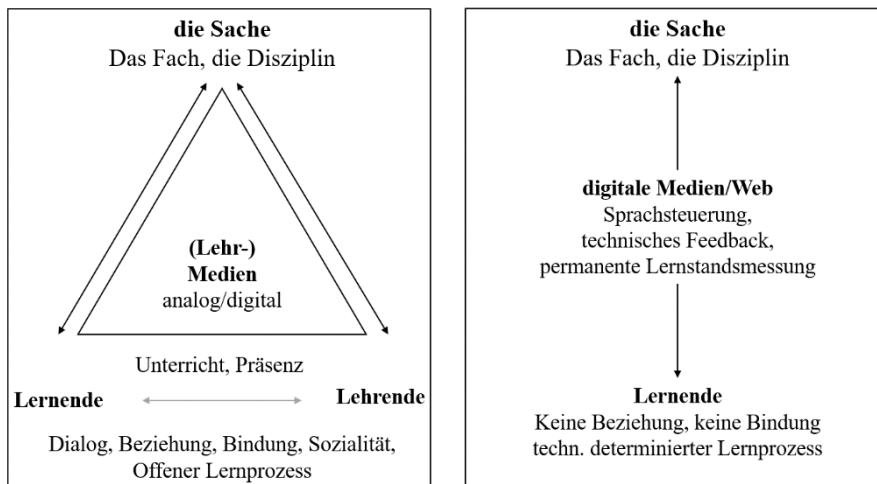 die Sache
Das Fach, die Disziplin
(Lehr-)
Medien
analog/digital
Unterricht, Präsenz
Lernende
Lehrende
Dialog, Beziehung, Bindung, Sozialität,
Offener Lernprozess
die Sache
Das Fach, die Disziplin
digitale Medien/Web
Sprachsteuerung,
technisches Feedback,
permanente Lernstandsmessung
Lernende
Keine Beziehung, keine Bindung
techn. determinierter Lernprozess